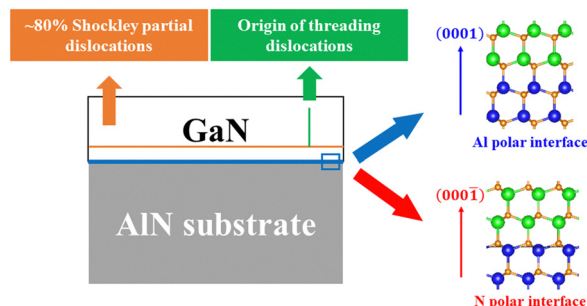 ~80% Shockley partial
dislocations
Origin of threading
dislocations
GaN
AlN substrate
(0001)
Al polar interface
(0001̅)
N polar interface